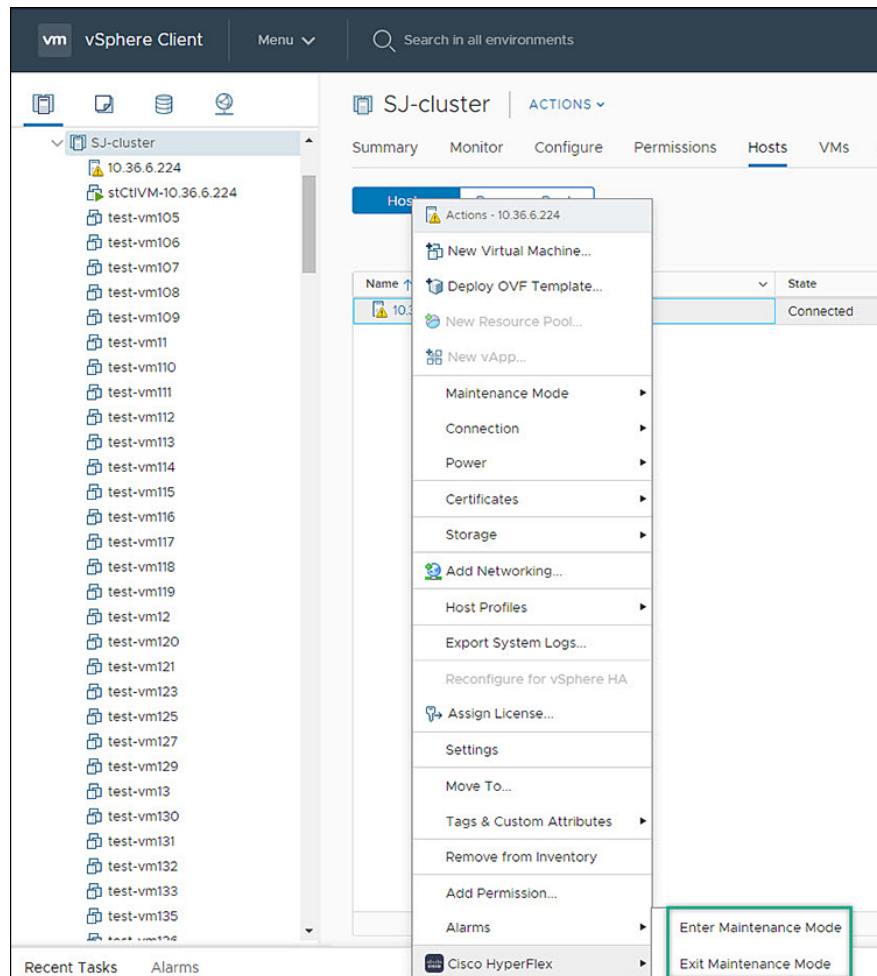 vm vSphere Client Menu Search in all environments
SJ-cluster
10.36.6.224
stCtlVM-10.36.6.224
test-vm105
test-vm106
test-vm107
test-vm108
test-vm109
test-vm11
test-vm110
test-vm111
test-vm112
test-vm113
test-vm114
test-vm115
test-vm116
test-vm117
test-vm118
test-vm119
test-vm12
test-vm120
test-vm121
test-vm123
test-vm125
test-vm127
test-vm129
test-vm13
test-vm130
test-vm131
test-vm132
test-vm133
test-vm135
SJ-cluster ACTIONS
Summary Monitor Configure Permissions Hosts VMs
Name State
Connected
Actions - 10.36.6.224
New Virtual Machine...
Deploy OVF Template...
New Resource Pool...
New vApp...
Maintenance Mode
Connection
Power
Certificates
Storage
Add Networking...
Host Profiles
Export System Logs...
Reconfigure for vSphere HA
Assign License...
Settings
Move To...
Tags & Custom Attributes
Remove from Inventory
Add Permission...
Alarms
Cisco HyperFlex
Enter Maintenance Mode
Exit Maintenance Mode
Recent Tasks Alarms